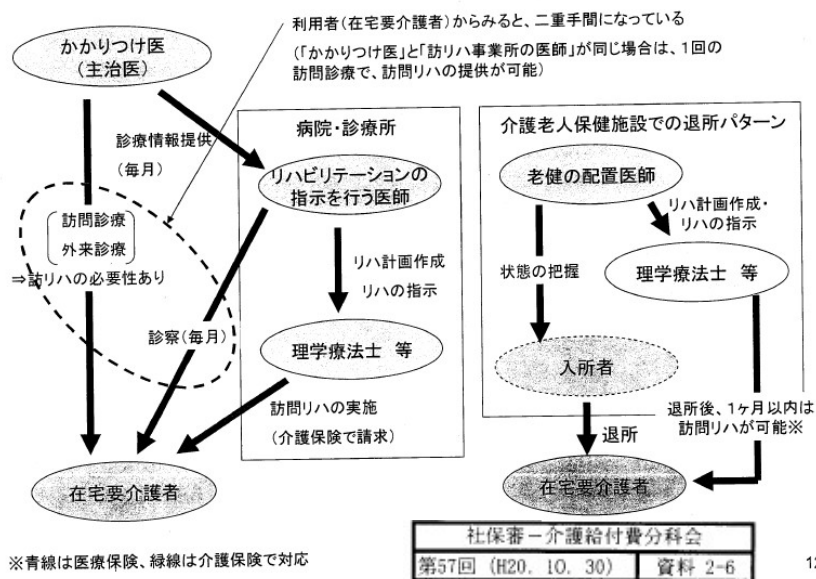 利用者(在宅要介護者)からみると、二重手間になっている
(「かかりつけ医」と「訪リハ事業所の医師」が同じ場合は、1回の
訪問診療で、訪問リハの提供が可能)
かかりつけ医
(主治医)
診療情報提供
(毎月)
訪問診療
外来診療
⇒訪リハの必要性あり
診察(毎月)
病院・診療所
リハビリテーションの
指示を行う医師
リハ計画作成
リハの指示
理学療法士 等
訪問リハの実施
(介護保険で請求)
在宅要介護者
介護老人保健施設での退所パターン
老健の配置医師
リハ計画作成・
リハの指示
状態の把握
理学療法士 等
入所者
退所後、1ヶ月以内は
訪問リハが可能※
退所
在宅要介護者
※青線は医療保険、緑線は介護保険で対応
社保審-介護給付費分科会
第57回 (H20. 10. 30) 資料 2-6
12